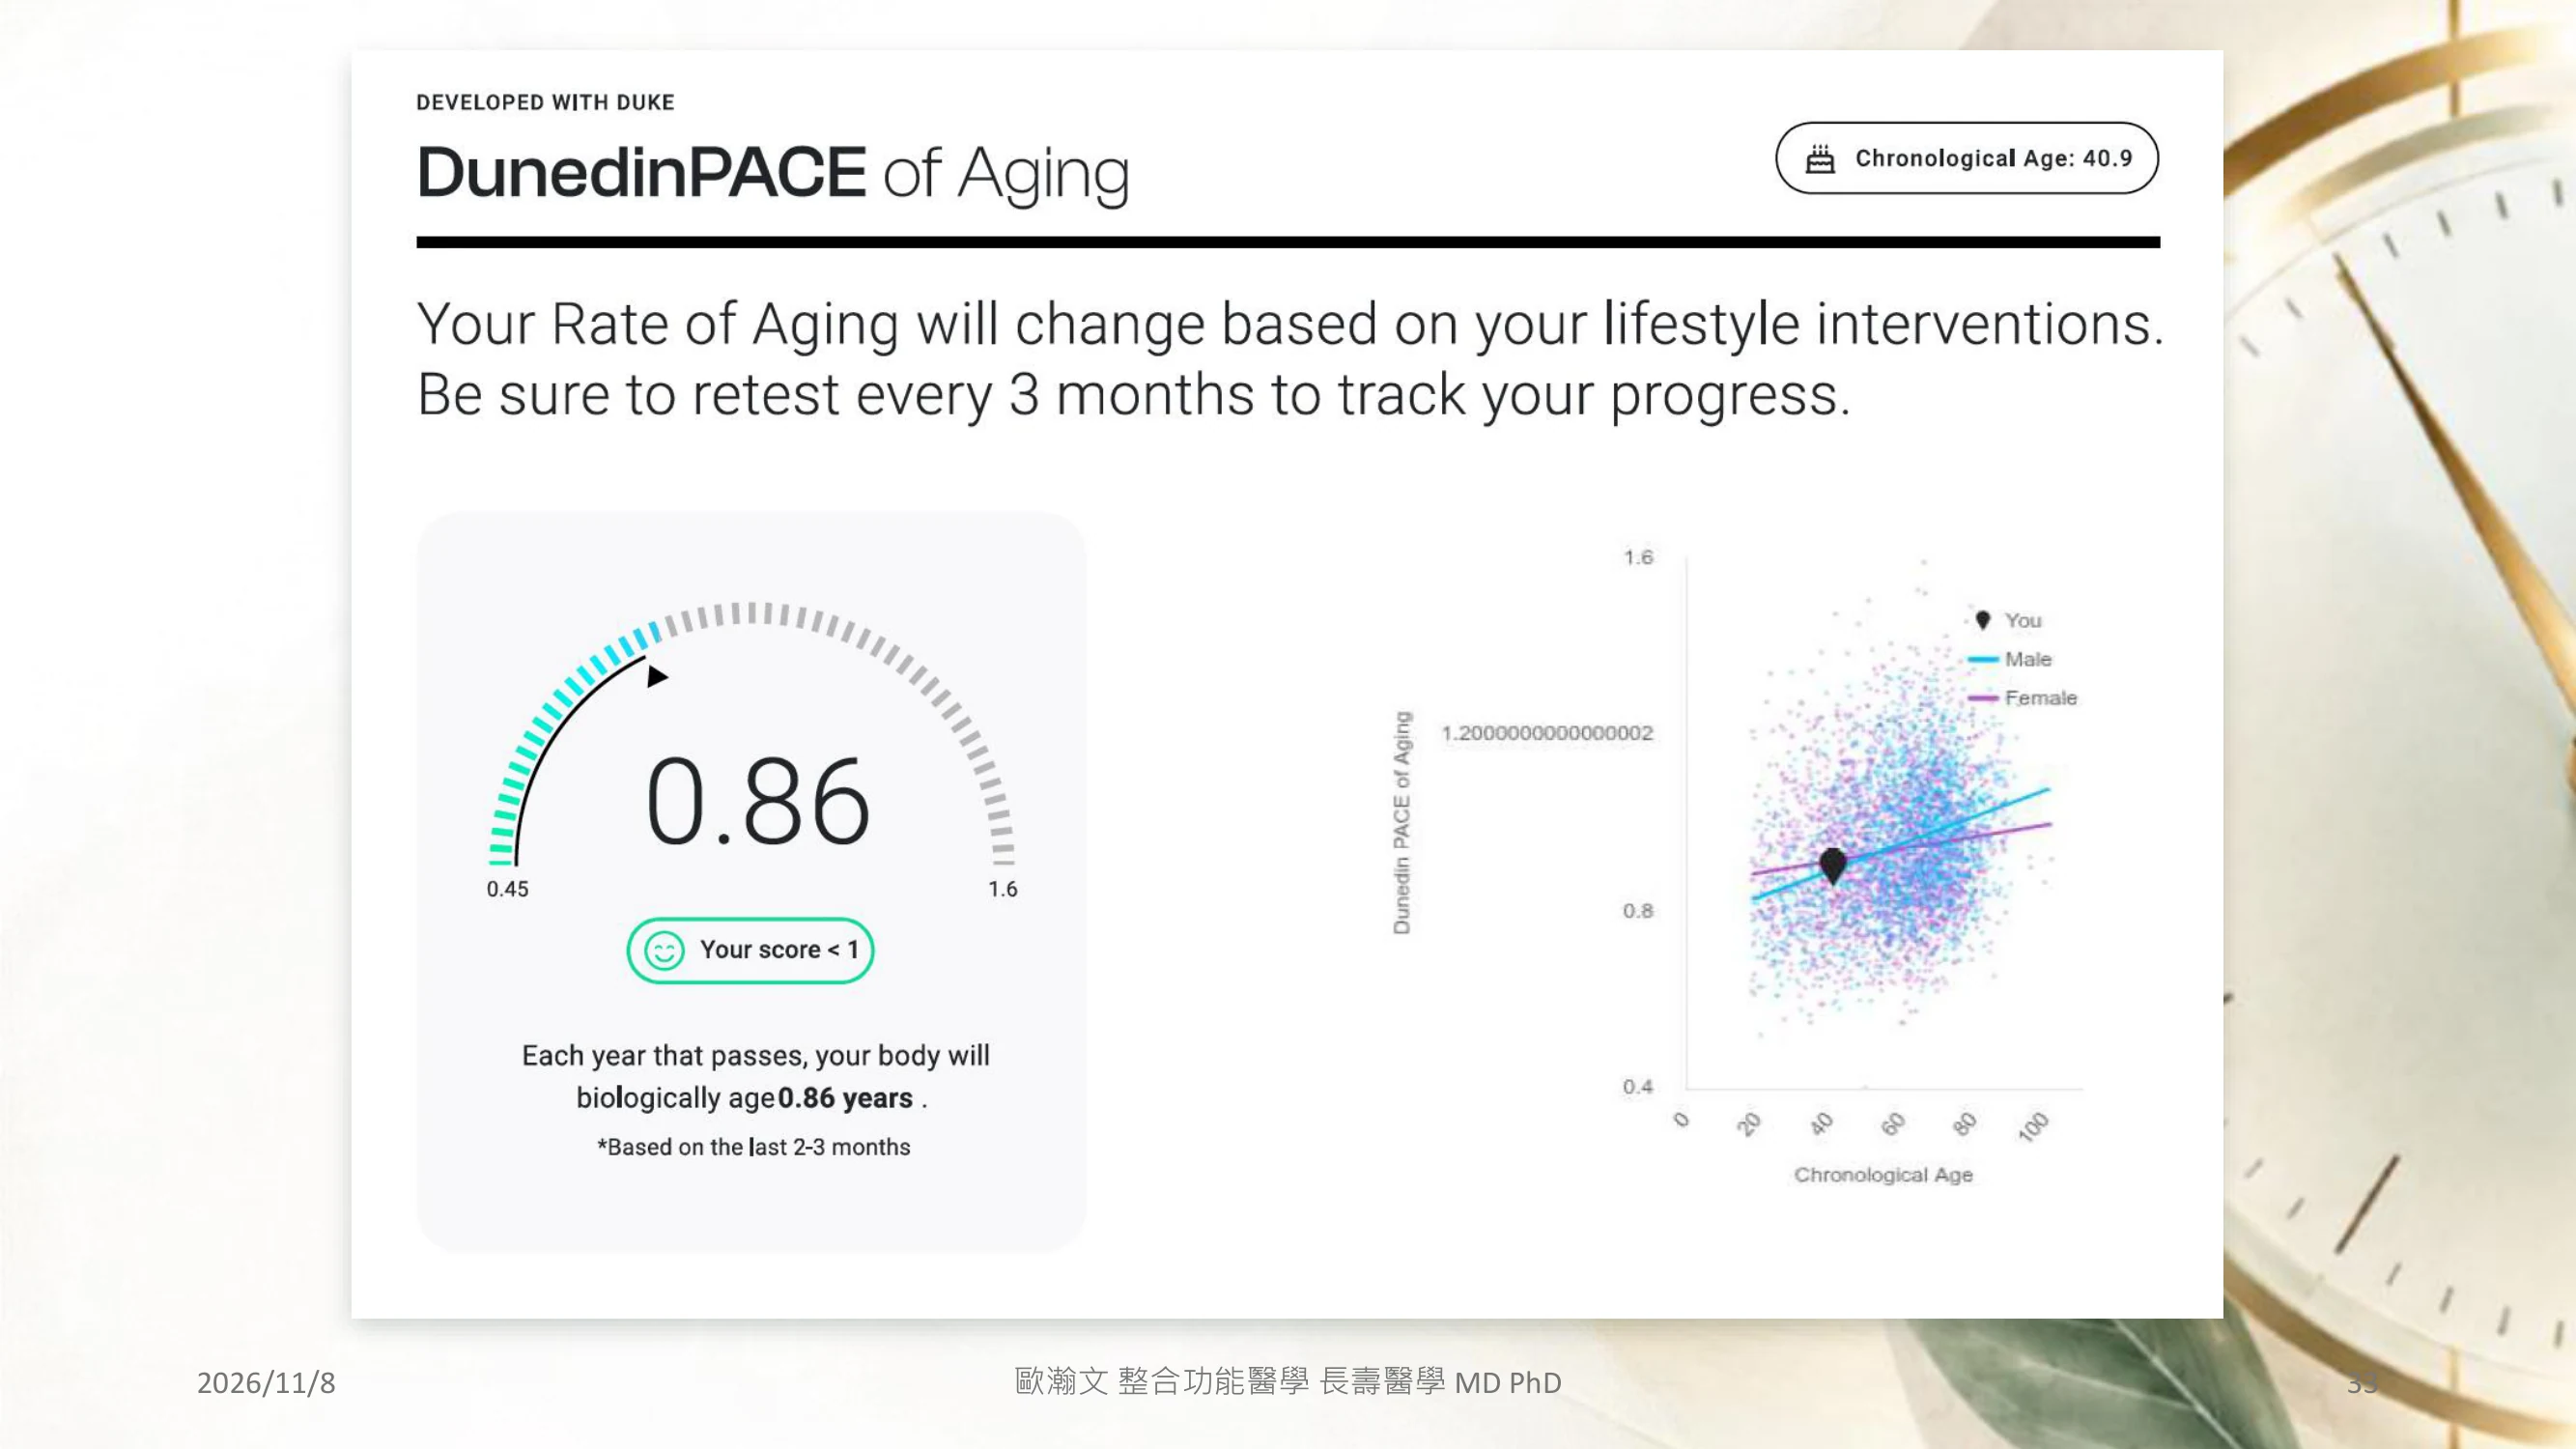 DEVELOPED WITH DUKE
DunedinPACE of Aging
Chronological Age: 40.9
Your Rate of Aging will change based on your lifestyle interventions.
Be sure to retest every 3 months to track your progress.
0.86
0.45
1.6
Your score < 1
Each year that passes, your body will
biologically age0.86 years .
*Based on the last 2-3 months
Dunedin PACE of Aging
1.6
1.2000000000000002
0.8
0.4
You
Male
Female
0
20
40
60
80
100
Chronological Age
2026/11/8
歐瀚文 整合功能醫學 長壽醫學 MD PhD
33